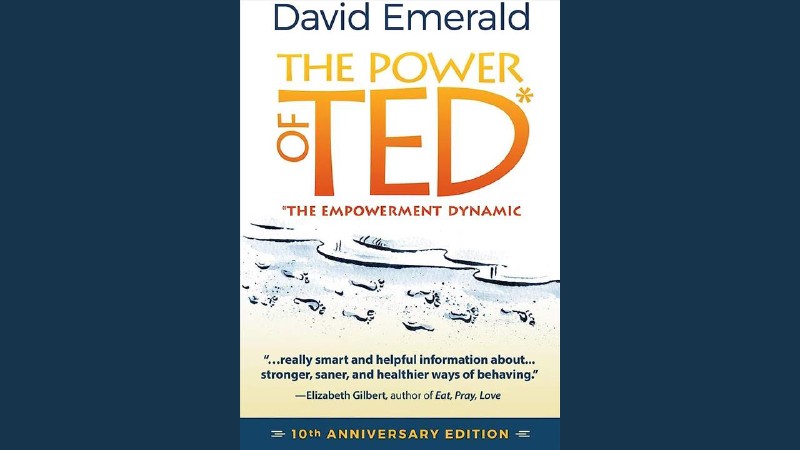 David Emerald
THE POWER
OF TED*
*THE EMPOWERMENT DYNAMIC
“...really smart and helpful information about...
stronger, saner, and healthier ways of behaving.”
—Elizabeth Gilbert, author of Eat, Pray, Love
10th ANNIVERSARY EDITION